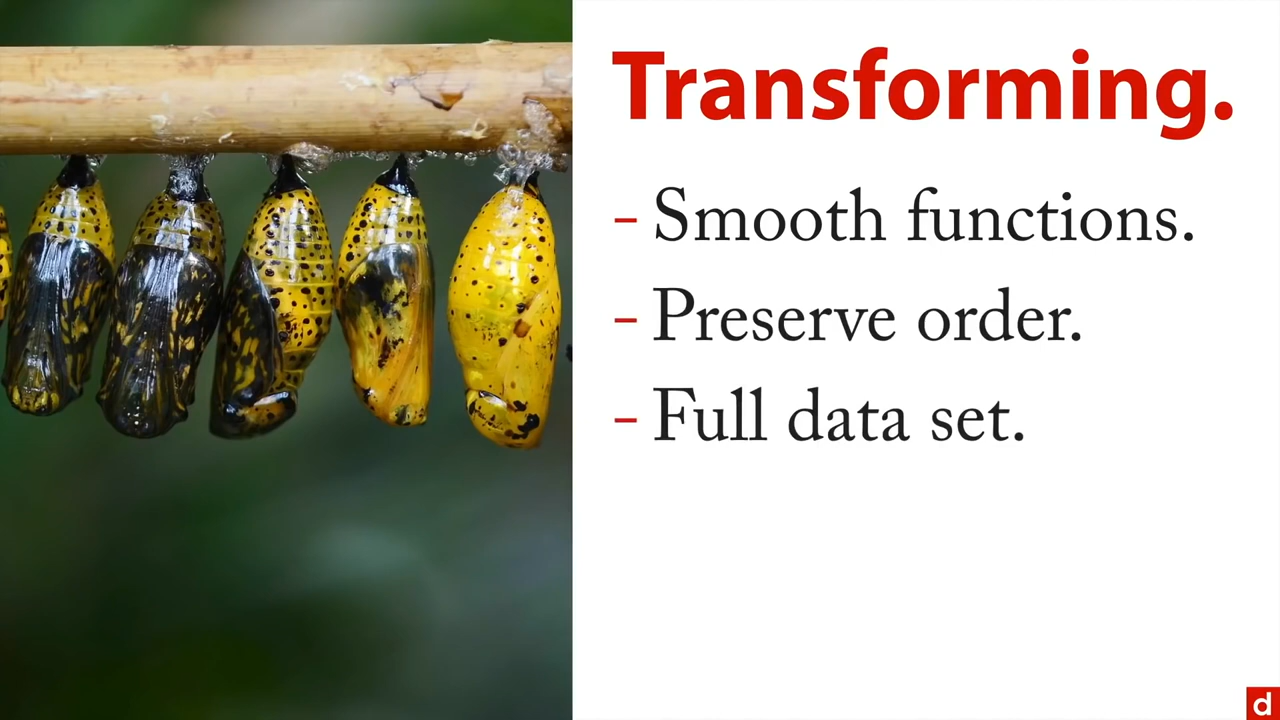 Transforming.
- Smooth functions.
- Preserve order.
- Full data set.
d